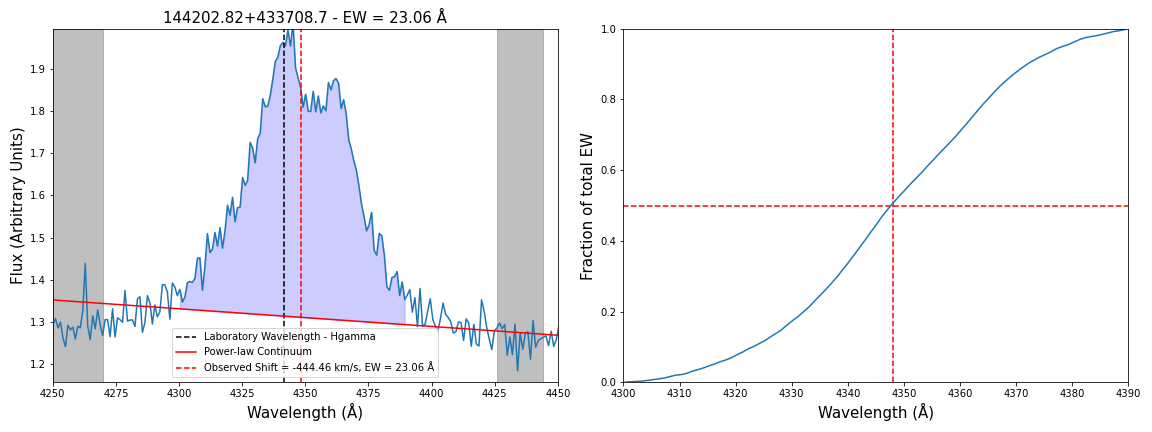 144202.82+433708.7 - EW = 23.06 Å
Flux (Arbitrary Units)
1.9
1.8
1.7
1.6
1.5
1.4
1.3
1.2
Laboratory Wavelength - Hgamma
Power-law Continuum
Observed Shift = -444.46 km/s, EW = 23.06 Å
4250 4275 4300 4325 4350 4375 4400 4425 4450
Wavelength (Å)
Fraction of total EW
1.0
0.8
0.6
0.4
0.2
0.0
4300 4310 4320 4330 4340 4350 4360 4370 4380 4390
Wavelength (Å)